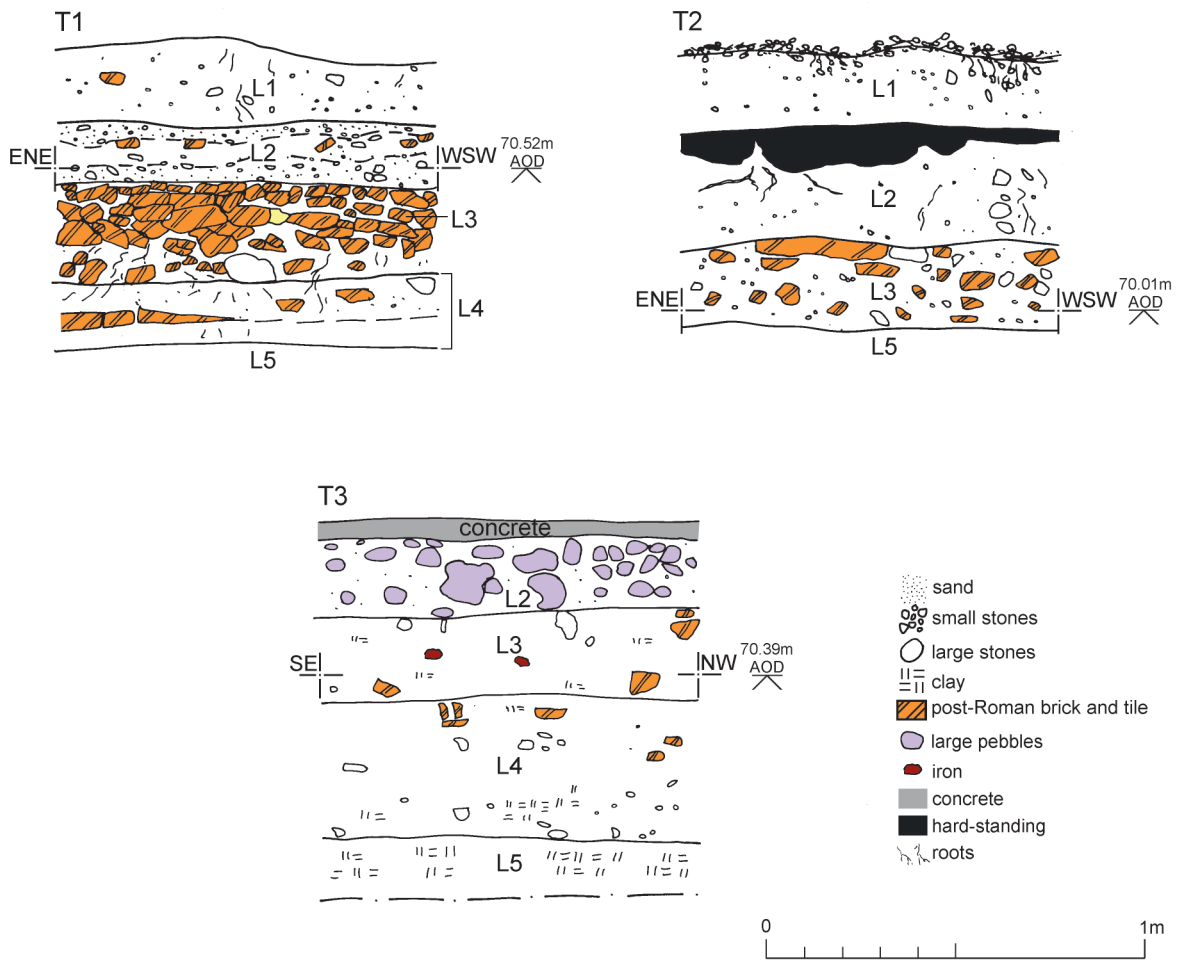 T1
L1
L2
ENE
WSW
70.52m
AOD
L3
L4
L5
T2
L1
L2
L3
ENE
WSW
70.01m
AOD
L5
T3
concrete
L2
L3
SE
NW
70.39m
AOD
L4
L5
sand
small stones
large stones
clay
post-Roman brick and tile
large pebbles
iron
concrete
hard-standing
roots
0
1m